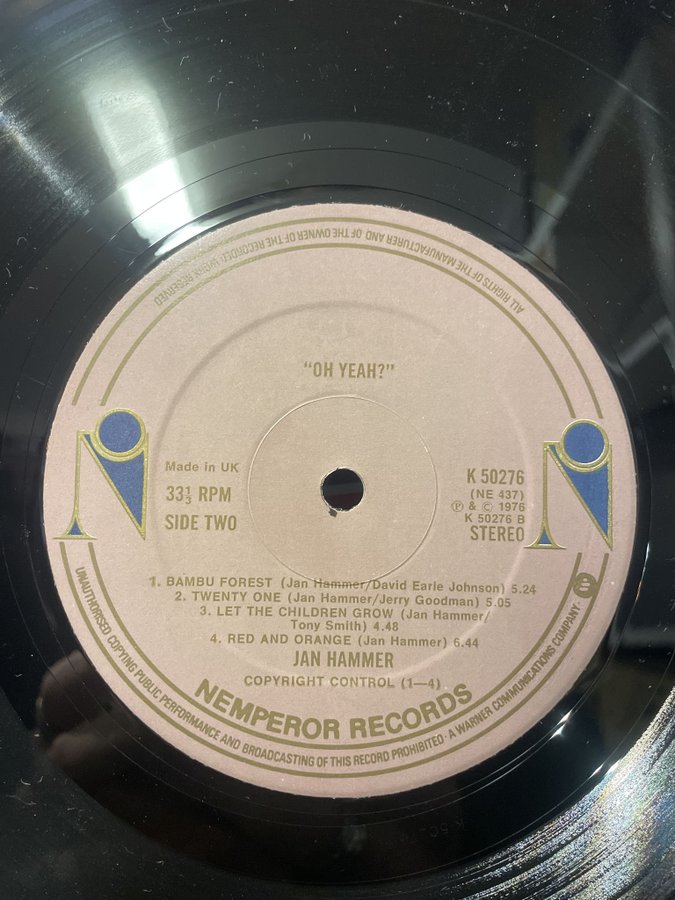 ALL RIGHTS OF THE MANUFACTURER AND OF THE OWNER OF THE RECORDED WORK RESERVED
"OH YEAH?"
Made in UK
33⅓ RPM
SIDE TWO
K 50276
(NE 437)
℗ & © 1976
K 50276 B
STEREO
1. BAMBU FOREST (Jan Hammer/David Earle Johnson) 5.24
2. TWENTY ONE (Jan Hammer/Jerry Goodman) 5.05
3. LET THE CHILDREN GROW (Jan Hammer/
Tony Smith) 4.48
4. RED AND ORANGE (Jan Hammer) 6.44
JAN HAMMER
COPYRIGHT CONTROL (1—4)
NEMPEROR RECORDS
UNAUTHORISED COPYING PUBLIC PERFORMANCE AND BROADCASTING OF THIS RECORD PROHIBITED · A WARNER COMMUNICATIONS COMPANY ·